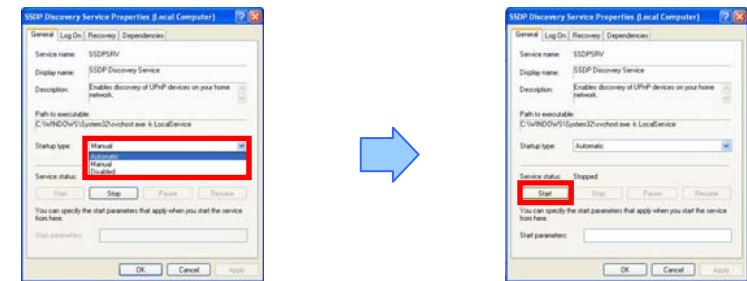 SSDP Discovery Service Properties (Local Computer)
General Log On Recovery Dependencies
Service name: SSDPSRV
Display name: SSDP Discovery Service
Description: Enables discovery of UPnP devices on your home
network.
Path to executable:
C:\WINDOWS\System32\svchost.exe -k LocalService
Startup type: Manual
Automatic
Manual
Disabled
Service status:
Start Stop Pause Resume
You can specify the start parameters that apply when you start the service
from here.
Start parameters:
OK Cancel Apply
SSDP Discovery Service Properties (Local Computer)
General Log On Recovery Dependencies
Service name: SSDPSRV
Display name: SSDP Discovery Service
Description: Enables discovery of UPnP devices on your home
network.
Path to executable:
C:\WINDOWS\System32\svchost.exe -k LocalService
Startup type: Automatic
Service status: Stopped
Start Stop Pause Resume
You can specify the start parameters that apply when you start the service
from here.
Start parameters:
OK Cancel Apply